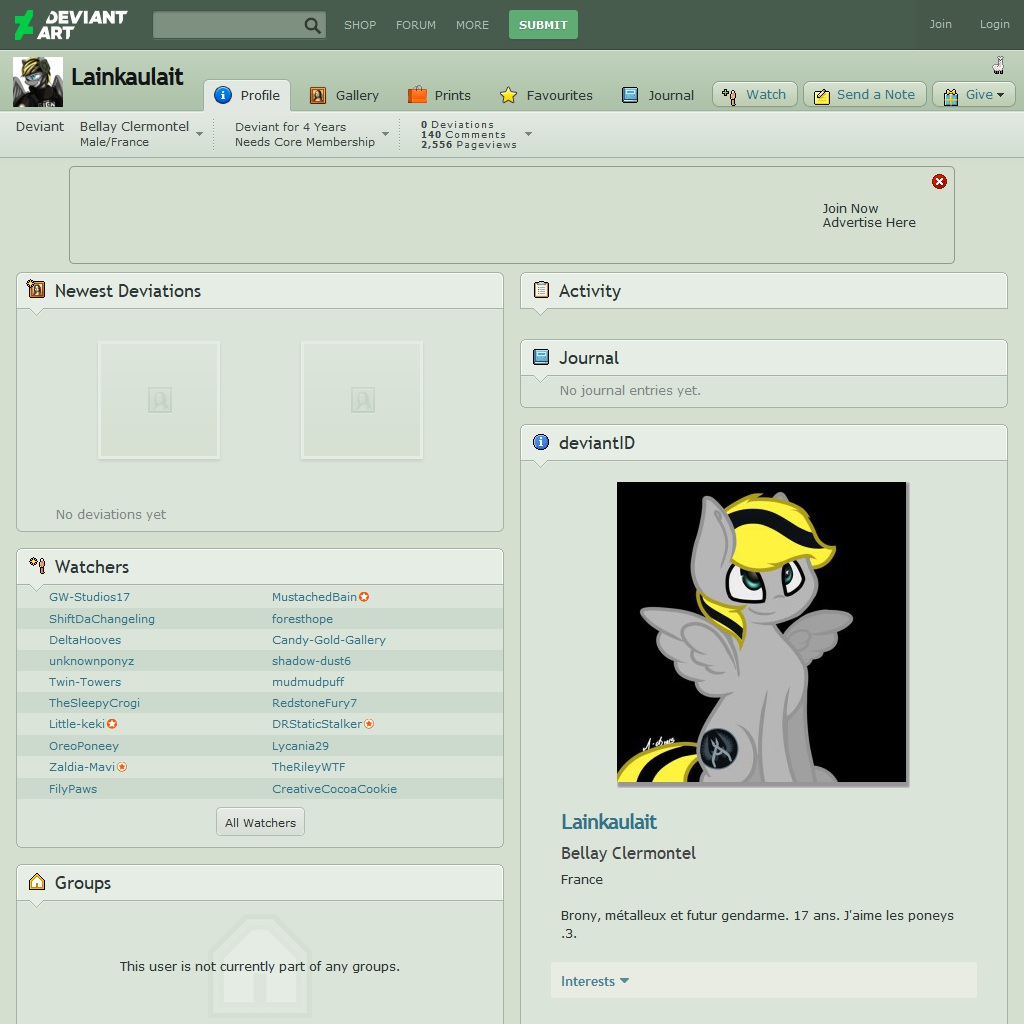 DEVIANT ART
SHOP FORUM MORE SUBMIT Join Login
Lainkaulait
Profile Gallery Prints Favourites Journal Watch Send a Note Give
Deviant
Bellay Clermontel
Male/France
Deviant for 4 Years
Needs Core Membership
0 Deviations
140 Comments
2,556 Pageviews
Join Now
Advertise Here
Newest Deviations
No deviations yet
Watchers
GW-Studios17 MustachedBain
ShiftDaChangeling foresthope
DeltaHooves Candy-Gold-Gallery
unknownponyz shadow-dust6
Twin-Towers mudmudpuff
TheSleepyCrogi RedstoneFury7
Little-keki DRStaticStalker
OreoPoneey Lycania29
Zaldia-Mavi TheRileyWTF
FilyPaws CreativeCocoaCookie
All Watchers
Groups
This user is not currently part of any groups.
Activity
Journal
No journal entries yet.
deviantID
Lainkaulait
Bellay Clermontel
France
Brony, métalleux et futur gendarme. 17 ans. J'aime les poneys
.3.
Interests